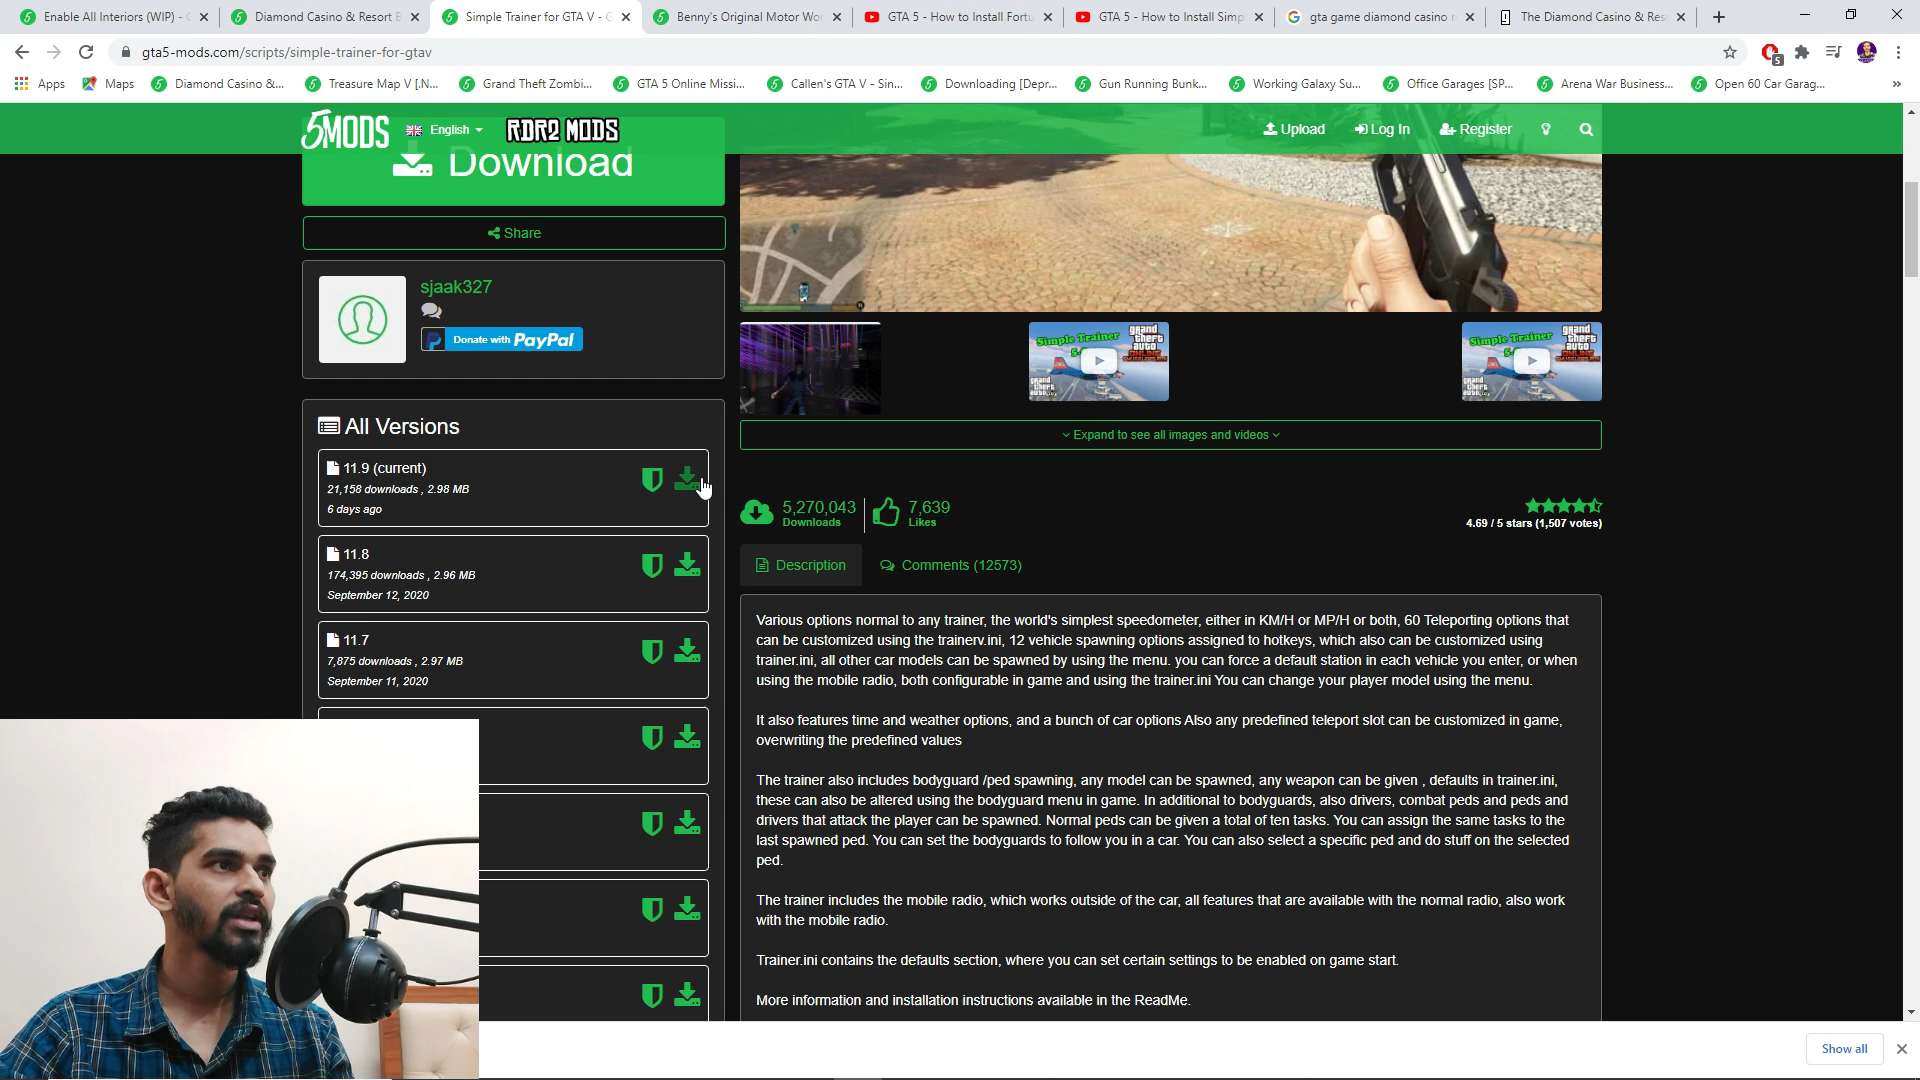 Enable All Interiors (WIP) - G
Diamond Casino & Resort B
Simple Trainer for GTA V - G
Benny's Original Motor Wo
GTA 5 - How to Install Fortu
GTA 5 - How to Install Simp
gta game diamond casino r
The Diamond Casino & Res
gta5-mods.com/scripts/simple-trainer-for-gtav
5
Apps
Maps
Diamond Casino &...
Treasure Map V [.N...
Grand Theft Zombi...
GTA 5 Online Missi...
Callen's GTA V - Sin...
Downloading [Depr...
Gun Running Bunk...
Working Galaxy Su...
Office Garages [SP...
Arena War Business...
Open 60 Car Garag...
»
5MODS
English
RDR2 MODS
Upload
Log In
Register
Download
Share
sjaak327
Donate with PayPal
All Versions
11.9 (current)
21,158 downloads , 2.98 MB
6 days ago
11.8
174,395 downloads , 2.96 MB
September 12, 2020
11.7
7,875 downloads , 2.97 MB
September 11, 2020
Simple Trainer
grand theft auto
Simple Trainer
grand theft auto
Expand to see all images and videos
5,270,043
Downloads
7,639
Likes
4.69 / 5 stars (1,507 votes)
Description
Comments (12573)
Various options normal to any trainer, the world's simplest speedometer, either in KM/H or MP/H or both, 60 Teleporting options that
can be customized using the trainerv.ini, 12 vehicle spawning options assigned to hotkeys, which also can be customized using
trainer.ini, all other car models can be spawned by using the menu. you can force a default station in each vehicle you enter, or when
using the mobile radio, both configurable in game and using the trainer.ini You can change your player model using the menu.
It also features time and weather options, and a bunch of car options Also any predefined teleport slot can be customized in game,
overwriting the predefined values
The trainer also includes bodyguard /ped spawning, any model can be spawned, any weapon can be given , defaults in trainer.ini,
these can also be altered using the bodyguard menu in game. In additional to bodyguards, also drivers, combat peds and peds and
drivers that attack the player can be spawned. Normal peds can be given a total of ten tasks. You can assign the same tasks to the
last spawned ped. You can set the bodyguards to follow you in a car. You can also select a specific ped and do stuff on the selected
ped.
The trainer includes the mobile radio, which works outside of the car, all features that are available with the normal radio, also work
with the mobile radio.
Trainer.ini contains the defaults section, where you can set certain settings to be enabled on game start.
More information and installation instructions available in the ReadMe.
Show all